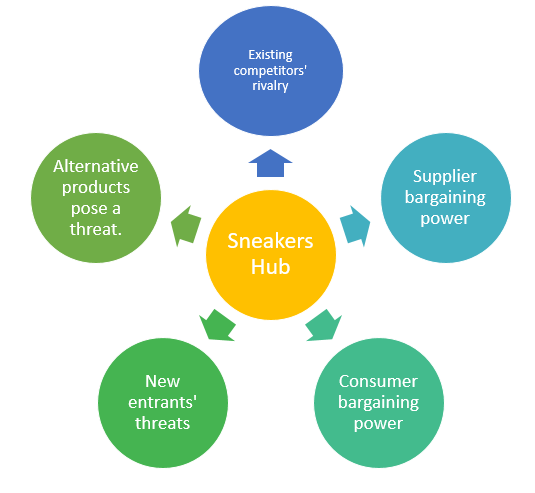 Existing
competitors'
rivalry
Alternative
products
pose a
threat.
Supplier
bargaining
power
Sneakers
Hub
New
entrants'
threats
Consumer
bargaining
power